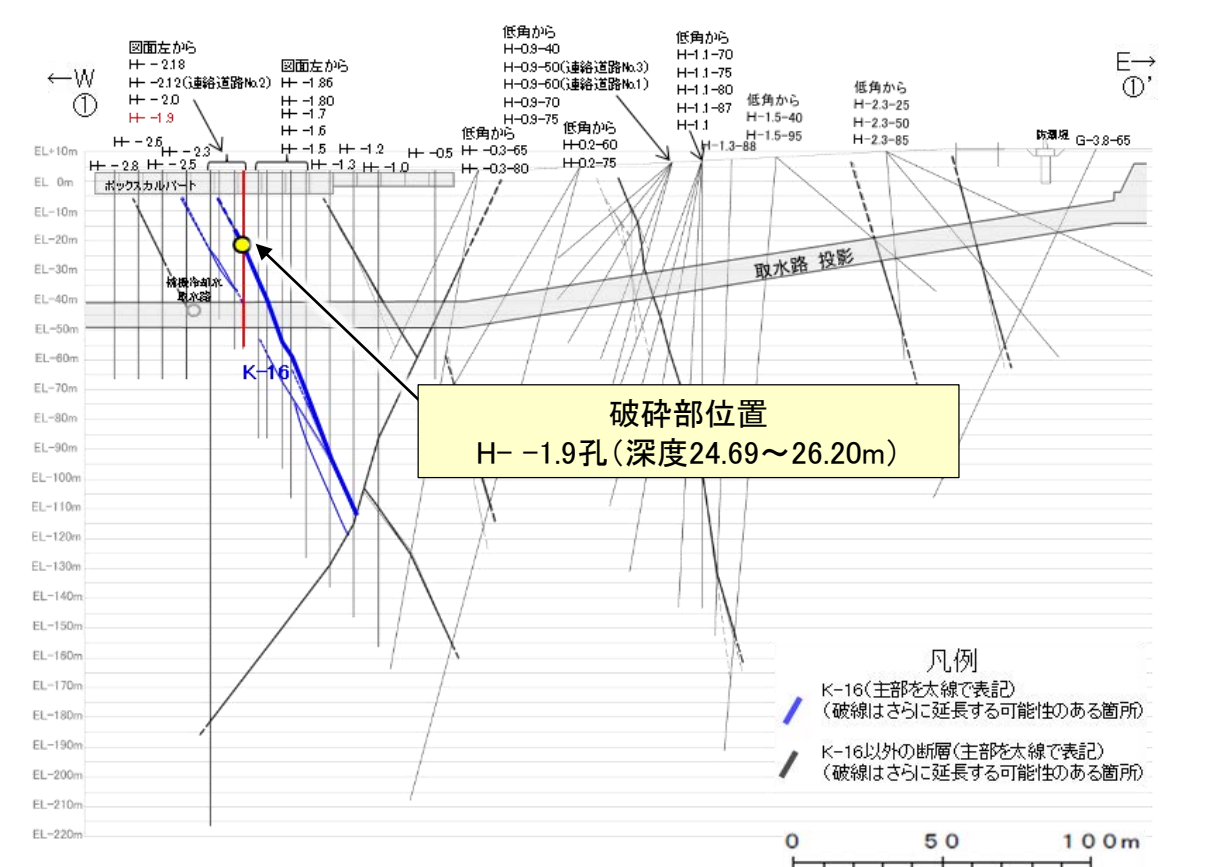 ←W
①
図面左から
H- -2.18
H- -2.12(連絡道路No.2)
H- -2.0
H- -1.9
図面左から
H- -1.86
H- -1.80
H- -1.7
H- -1.6
H- -1.5
低角から
H-0.9-40
H-0.9-50(連絡道路No.3)
H-0.9-60(連絡道路No.1)
H-0.9-70
H-0.9-75
低角から
H-1.1-70
H-1.1-75
H-1.1-80
H-1.1-87
H-1.1
低角から
H-1.5-40
H-1.5-95
低角から
H-2.3-25
H-2.3-50
H-2.3-85
E→
①’
防潮堤
G-3.8-65
低角から
H- -0.3-65
H- -0.3-80
低角から
H-0.2-60
H-0.2-75
H-1.3-88
H- -2.6
H- -2.3
H- -2.8
H- -2.5
H- -1.2
H- -1.3
H- -1.0
H- -0.5
ボックスカルバート
補機冷却水
取水路
取水路 投影
K-16
破砕部位置
H- -1.9孔(深度24.69～26.20m)
EL+10m
EL 0m
EL-10m
EL-20m
EL-30m
EL-40m
EL-50m
EL-60m
EL-70m
EL-80m
EL-90m
EL-100m
EL-110m
EL-120m
EL-130m
EL-140m
EL-150m
EL-160m
EL-170m
EL-180m
EL-190m
EL-200m
EL-210m
EL-220m
凡例
K-16(主部を太線で表記)
(破線はさらに延長する可能性のある箇所)
K-16以外の断層(主部を太線で表記)
(破線はさらに延長する可能性のある箇所)
0 50 100m